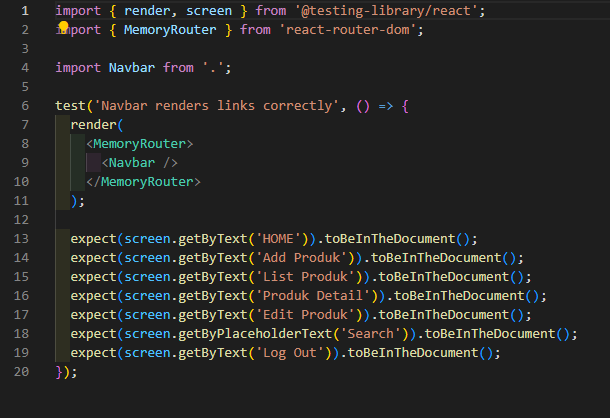 1 import { render, screen } from '@testing-library/react';
2 import { MemoryRouter } from 'react-router-dom';
3
4 import Navbar from '.';
5
6 test('Navbar renders links correctly', () => {
7 render(
8 <MemoryRouter>
9 <Navbar />
10 </MemoryRouter>
11 );
12
13 expect(screen.getByText('HOME')).toBeInTheDocument();
14 expect(screen.getByText('Add Produk')).toBeInTheDocument();
15 expect(screen.getByText('List Produk')).toBeInTheDocument();
16 expect(screen.getByText('Produk Detail')).toBeInTheDocument();
17 expect(screen.getByText('Edit Produk')).toBeInTheDocument();
18 expect(screen.getByPlaceholderText('Search')).toBeInTheDocument();
19 expect(screen.getByText('Log Out')).toBeInTheDocument();
20 });